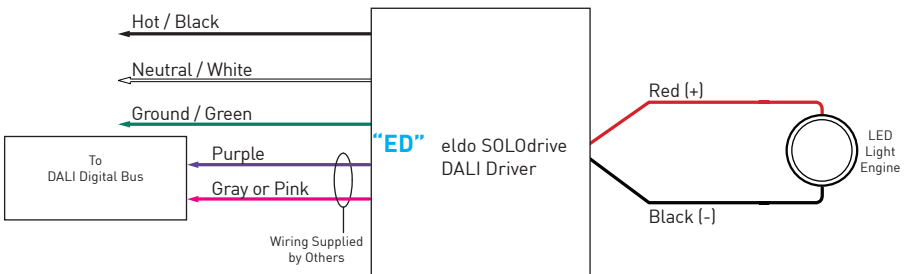 Hot / Black
Neutral / White
Ground / Green
To
DALI Digital Bus
Purple
Gray or Pink
Wiring Supplied
by Others
“ED”
eldo SOLOdrive
DALI Driver
Red (+)
Black (-)
LED
Light
Engine